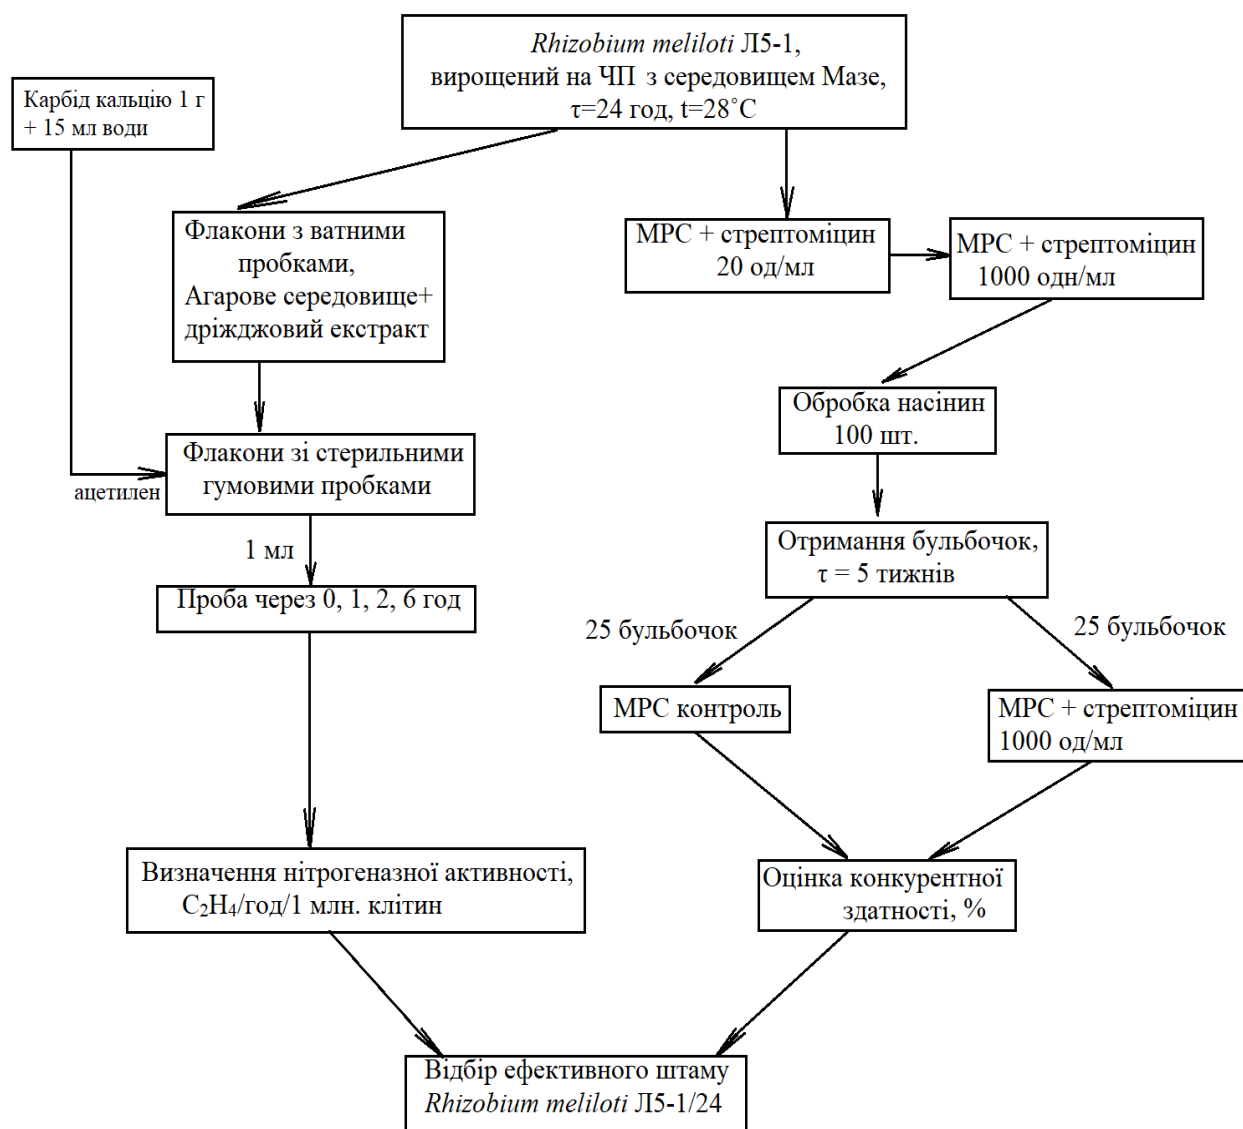 Rhizobium meliloti Л5-1,
вирощений на ЧП з середовищем Мазе,
τ=24 год, t=28˚C
Карбід кальцію 1 г
+ 15 мл води
Флакони з ватними
пробками,
Агарове середовище+
дріжджовий екстракт
МРС + стрептоміцин
20 од/мл
МРС + стрептоміцин
1000 одн/мл
Обробка насінин
100 шт.
Флакони зі стерильними
гумовими пробками
ацетилен
1 мл
Отримання бульбочок,
τ = 5 тижнів
Проба через 0, 1, 2, 6 год
25 бульбочок
25 бульбочок
МРС контроль
МРС + стрептоміцин
1000 од/мл
Визначення нітрогеназної активності,
C₂H₄/год/1 млн. клітин
Оцінка конкурентної
здатності, %
Відбір ефективного штаму
Rhizobium meliloti Л5-1/24